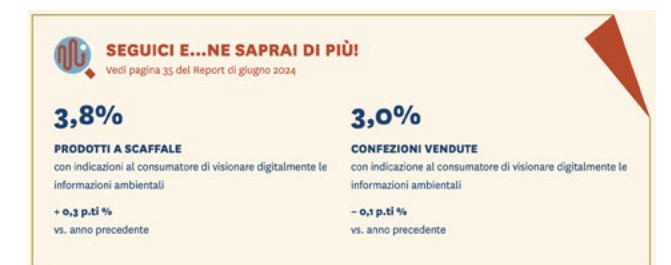 SEGUICI E...NE SAPRAI DI PIÙ!
Vedi pagina 35 del Report di giugno 2024
3,8%
PRODOTTI A SCAFFALE
con indicazioni al consumatore di visionare digitalmente le
informazioni ambientali
+ 0,3 p.ti %
vs. anno precedente
3,0%
CONFEZIONI VENDUTE
con indicazione al consumatore di visionare digitalmente le
informazioni ambientali
– 0,1 p.ti %
vs. anno precedente